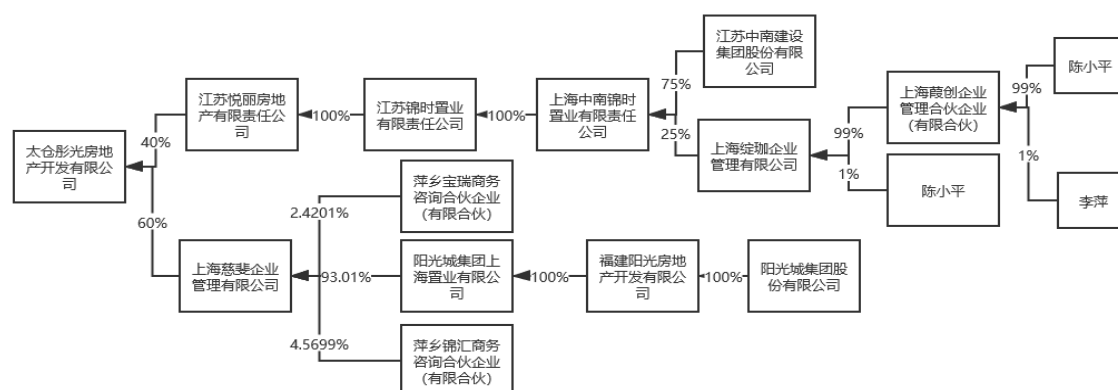 江苏中南建设
集团股份有限
公司
陈小平
75%
99%
江苏悦丽房地
产有限责任公
司
100%
江苏锦时置业
有限责任公司
100%
上海中南锦时
置业有限责任
公司
上海葭创企业
管理合伙企业
(有限合伙)
40%
25%
99%
1%
太仓彤光房地
产开发有限公
司
上海绽珈企业
管理有限公司
1%
陈小平
李萍
萍乡宝瑞商务
咨询合伙企业
(有限合伙)
2.4201%
60%
上海慈斐企业
管理有限公司
93.01%
阳光城集团上
海置业有限公
司
100%
福建阳光房地
产开发有限公
司
100%
阳光城集团股
份有限公司
4.5699%
萍乡锦汇商务
咨询合伙企业
(有限合伙)